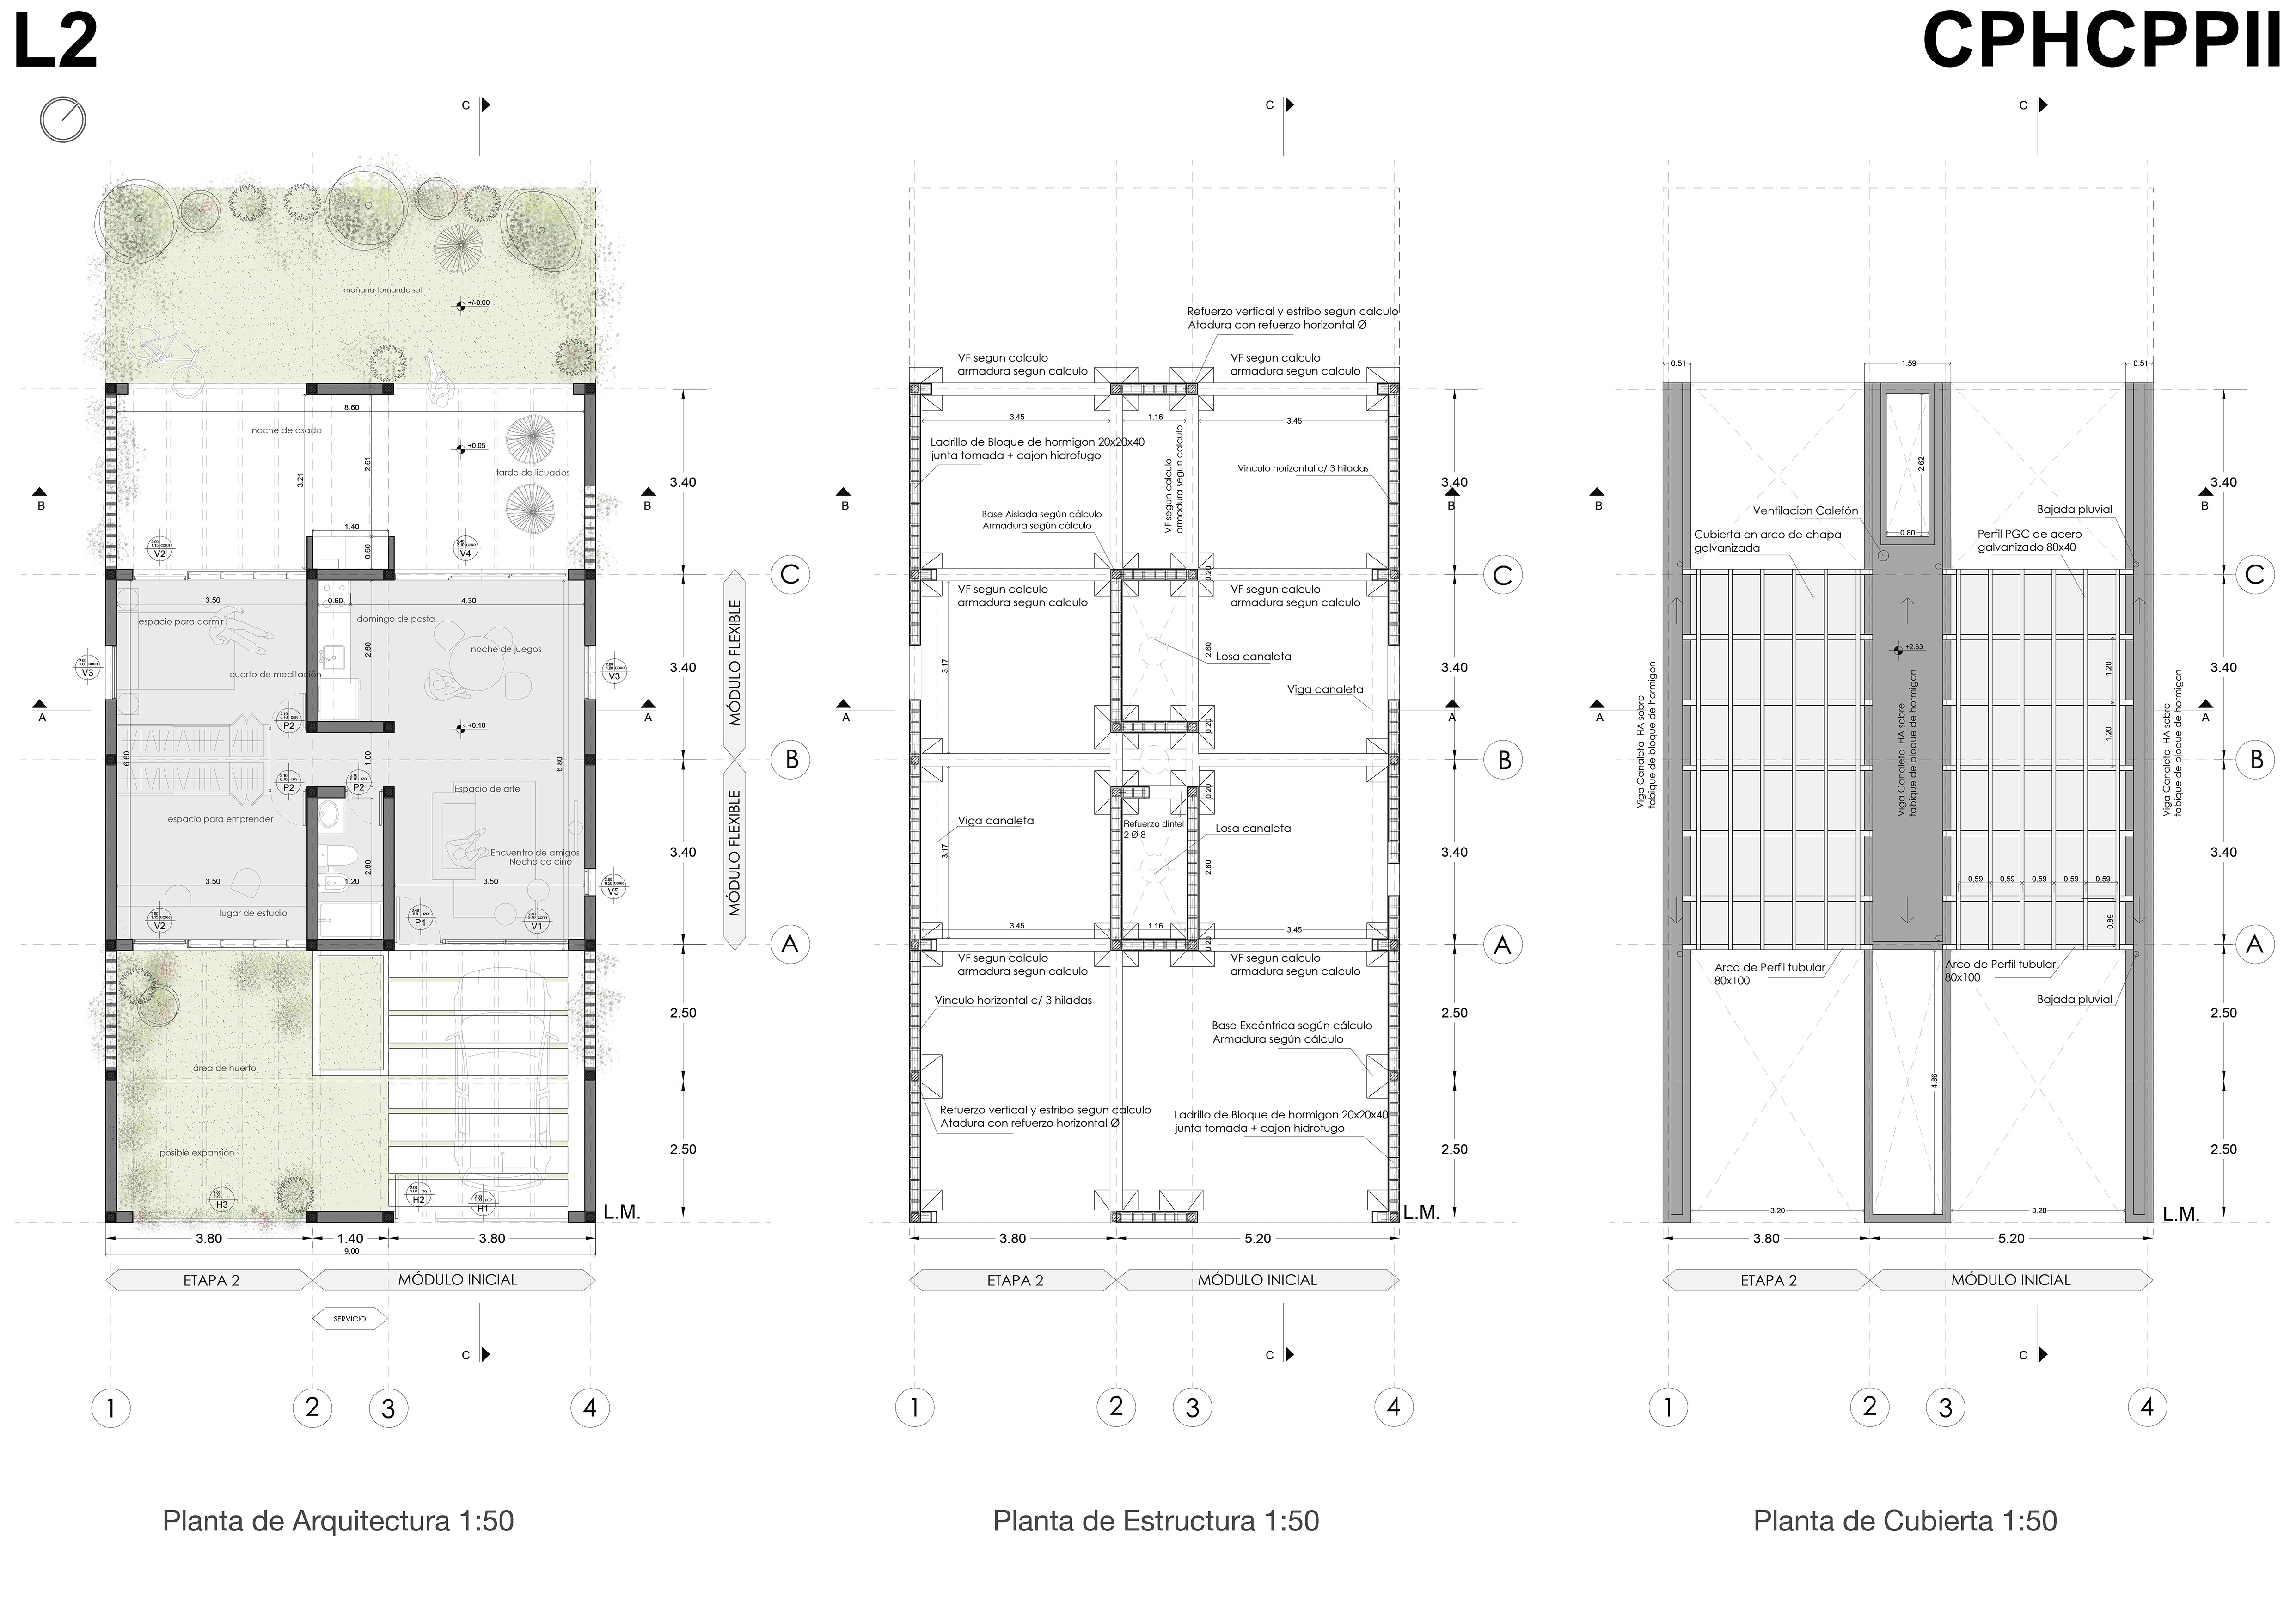 L2
CPHCPPII
C
mañana tomando sol
+/-0.00
8.60
noche de asado
+0.05
2.61
3.21
tarde de licuados
3.40
B
B
1.40
0.60
V2
V4
C
3.50
0.60
4.30
espacio para dormir
domingo de pasta
noche de juegos
2.60
V3
V3
cuarto de meditación
3.40
MÓDULO FLEXIBLE
A
A
P2
+0.18
6.60
1.00
6.80
B
P2
P2
Espacio de arte
espacio para emprender
Encuentro de amigos
Noche de cine
3.40
MÓDULO FLEXIBLE
2.60
3.50
1.20
3.50
V5
lugar de estudio
V2
P1
V1
A
2.50
área de huerto
posible expansión
2.50
H3
H2
H1
L.M.
3.80
1.40
3.80
9.00
ETAPA 2
MÓDULO INICIAL
SERVICIO
C
1
2
3
4
Planta de Arquitectura 1:50
C
Refuerzo vertical y estribo segun calculo
Atadura con refuerzo horizontal Ø
VF segun calculo
armadura segun calculo
VF segun calculo
armadura segun calculo
3.45
1.16
3.45
Ladrillo de Bloque de hormigon 20x20x40
junta tomada + cajon hidrofugo
VF segun calculo
armadura segun calculo
Vinculo horizontal c/ 3 hiladas
3.40
B
B
Base Aislada según cálculo
Armadura según cálculo
0.20
C
VF segun calculo
armadura segun calculo
VF segun calculo
armadura segun calculo
3.17
2.60
Losa canaleta
3.40
Viga canaleta
A
A
0.20
B
0.20
Viga canaleta
Refuerzo dintel
2 Ø 8
Losa canaleta
3.17
2.60
3.40
3.45
1.16
3.45
0.20
A
VF segun calculo
armadura segun calculo
VF segun calculo
armadura segun calculo
Vinculo horizontal c/ 3 hiladas
2.50
Base Excéntrica según cálculo
Armadura según cálculo
Refuerzo vertical y estribo segun calculo
Atadura con refuerzo horizontal Ø
Ladrillo de Bloque de hormigon 20x20x40
junta tomada + cajon hidrofugo
2.50
L.M.
3.80
5.20
ETAPA 2
MÓDULO INICIAL
C
1
2
3
4
Planta de Estructura 1:50
C
0.51
1.59
0.51
2.62
3.40
B
B
Ventilacion Calefón
Bajada pluvial
0.80
Cubierta en arco de chapa
galvanizada
Perfil PGC de acero
galvanizado 80x40
C
+2.63
1.20
3.40
A
A
Viga Canaleta HA sobre
tabique de bloque de hormigon
Viga Canaleta HA sobre
tabique de bloque de hormigon
Viga Canaleta HA sobre
tabique de bloque de hormigon
1.20
B
3.40
0.59
0.59
0.59
0.59
0.59
0.89
A
Arco de Perfil tubular
80x100
Arco de Perfil tubular
80x100
Bajada pluvial
2.50
4.86
2.50
3.20
3.20
L.M.
3.80
5.20
ETAPA 2
MÓDULO INICIAL
C
1
2
3
4
Planta de Cubierta 1:50